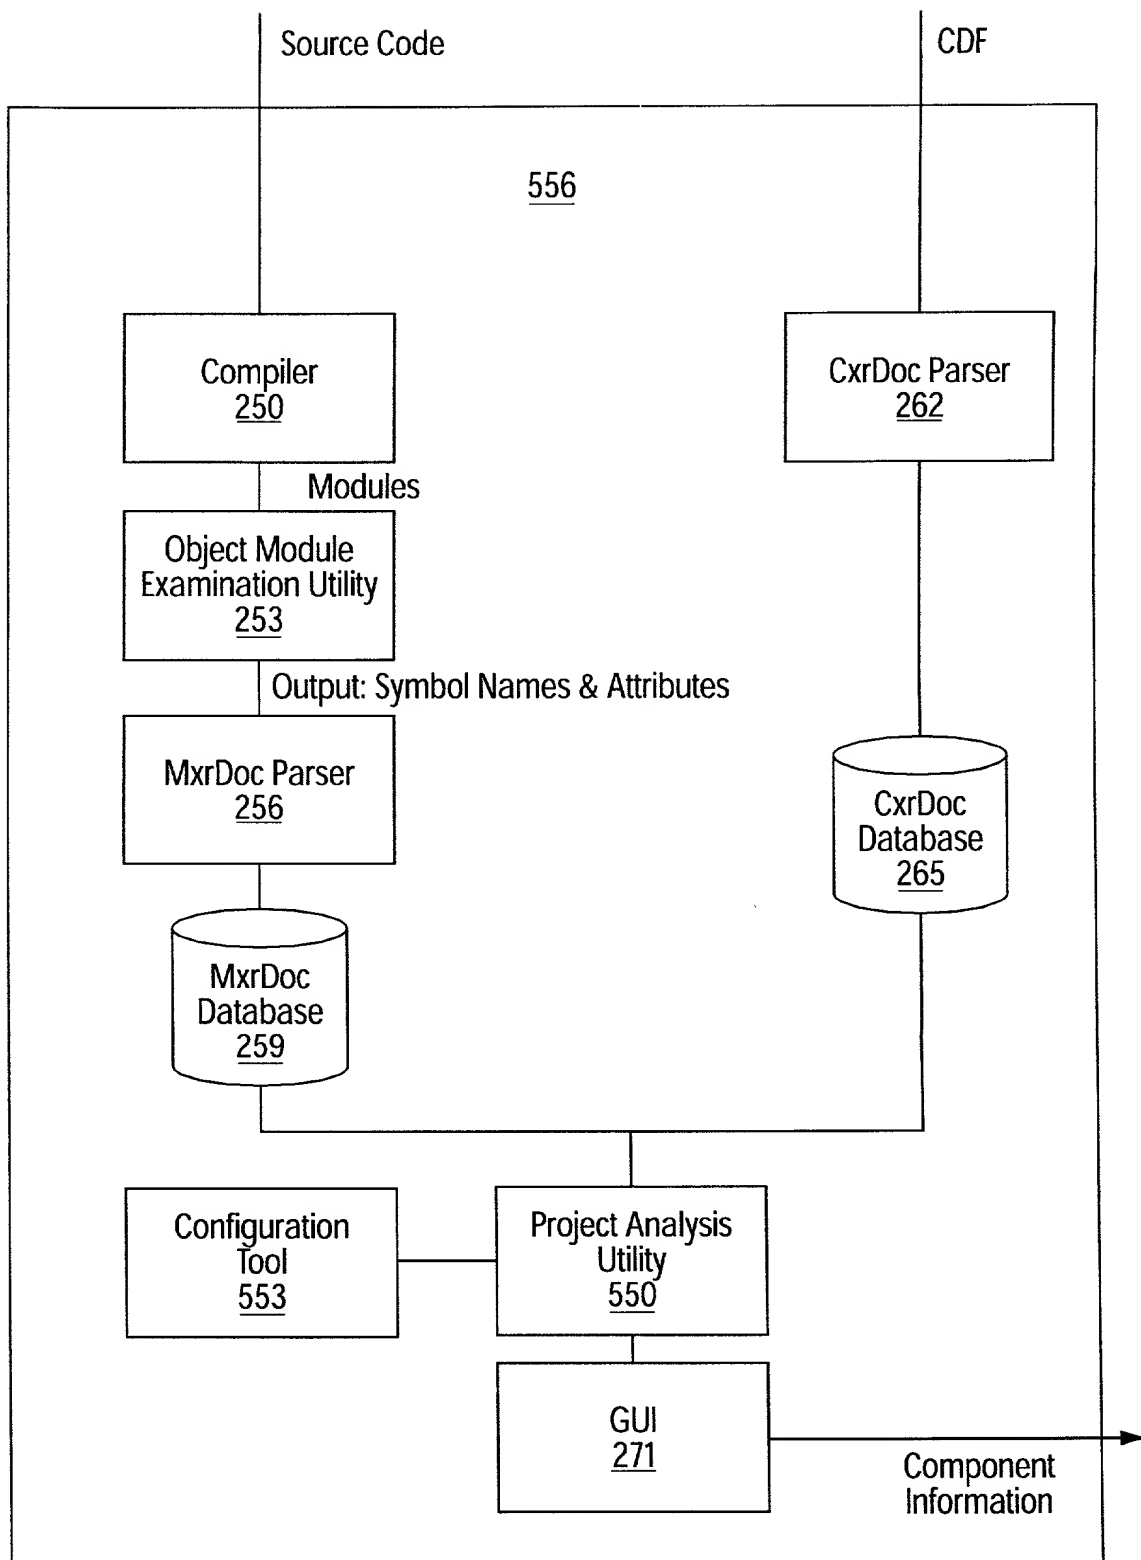 Source Code
CDF
556
Compiler
250
CxrDoc Parser
262
Modules
Object Module
Examination Utility
253
Output: Symbol Names & Attributes
MxrDoc Parser
256
CxrDoc
Database
265
MxrDoc
Database
259
Configuration
Tool
553
Project Analysis
Utility
550
GUI
271
Component
Information